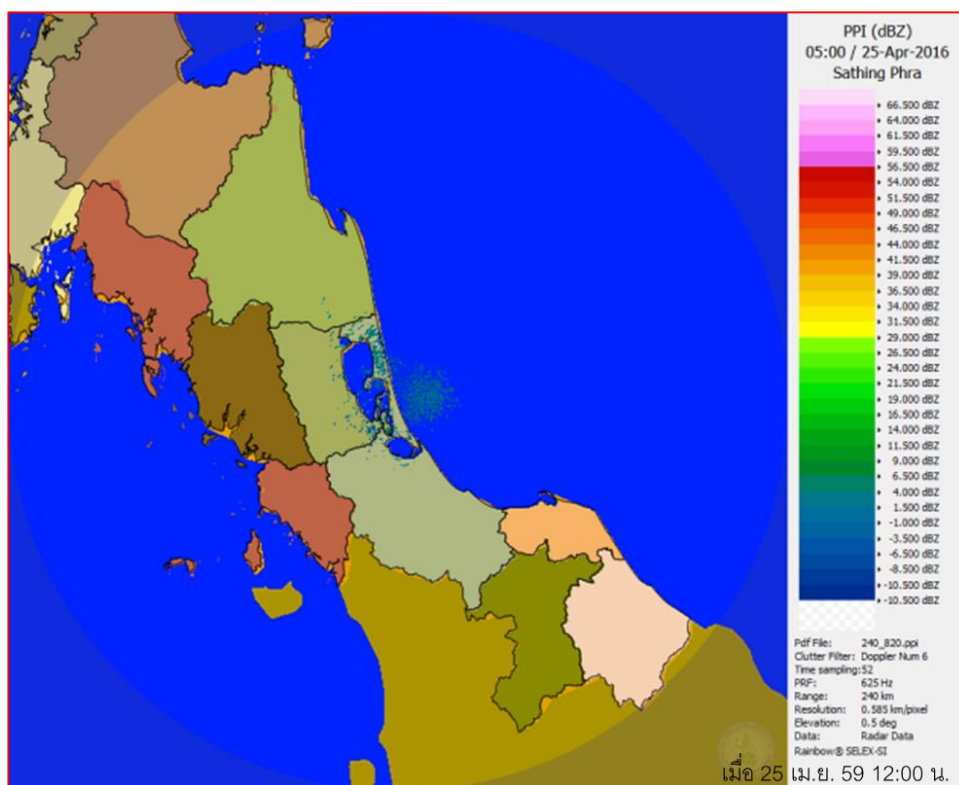 PPI (dBZ)
05:00 / 25-Apr-2016
Sathing Phra
66.500 dBZ
64.000 dBZ
61.500 dBZ
59.500 dBZ
56.500 dBZ
54.000 dBZ
51.500 dBZ
49.000 dBZ
46.500 dBZ
44.000 dBZ
41.500 dBZ
39.000 dBZ
36.500 dBZ
34.000 dBZ
31.500 dBZ
29.000 dBZ
26.500 dBZ
24.000 dBZ
21.500 dBZ
19.000 dBZ
16.500 dBZ
14.000 dBZ
11.500 dBZ
9.000 dBZ
6.500 dBZ
4.000 dBZ
1.500 dBZ
-1.000 dBZ
-3.500 dBZ
-6.500 dBZ
-8.500 dBZ
-10.500 dBZ
-10.500 dBZ
Pdf File: 240_B20.ppi
Clutter Filter: Doppler Num 6
Time sampling:52
PRF: 625 Hz
Range: 240 km
Resolution: 0.585 km/pixel
Elevation: 0.5 deg
Data: Radar Data
Rainbow® SELEX-SI
เมื่อ 25 เม.ย. 59 12:00 น.